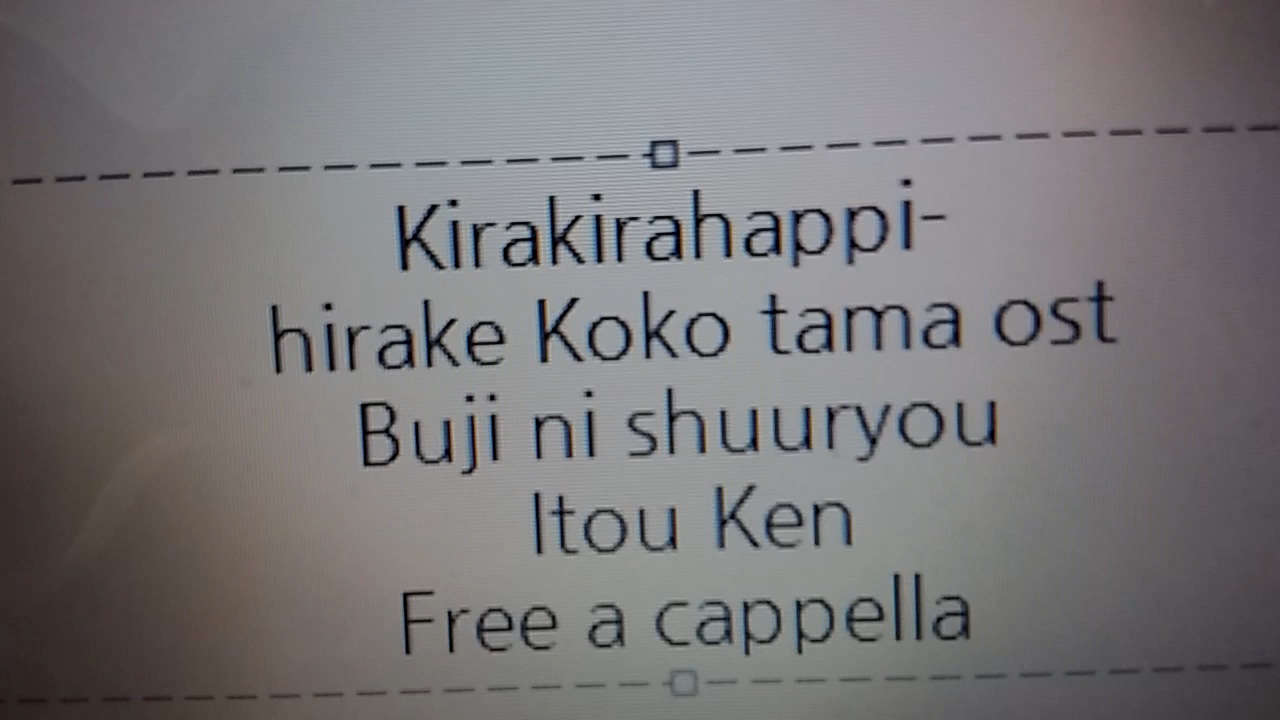 Kirakirahappi-
hirake Koko tama ost
Buji ni shuuryou
Itou Ken
Free a cappella